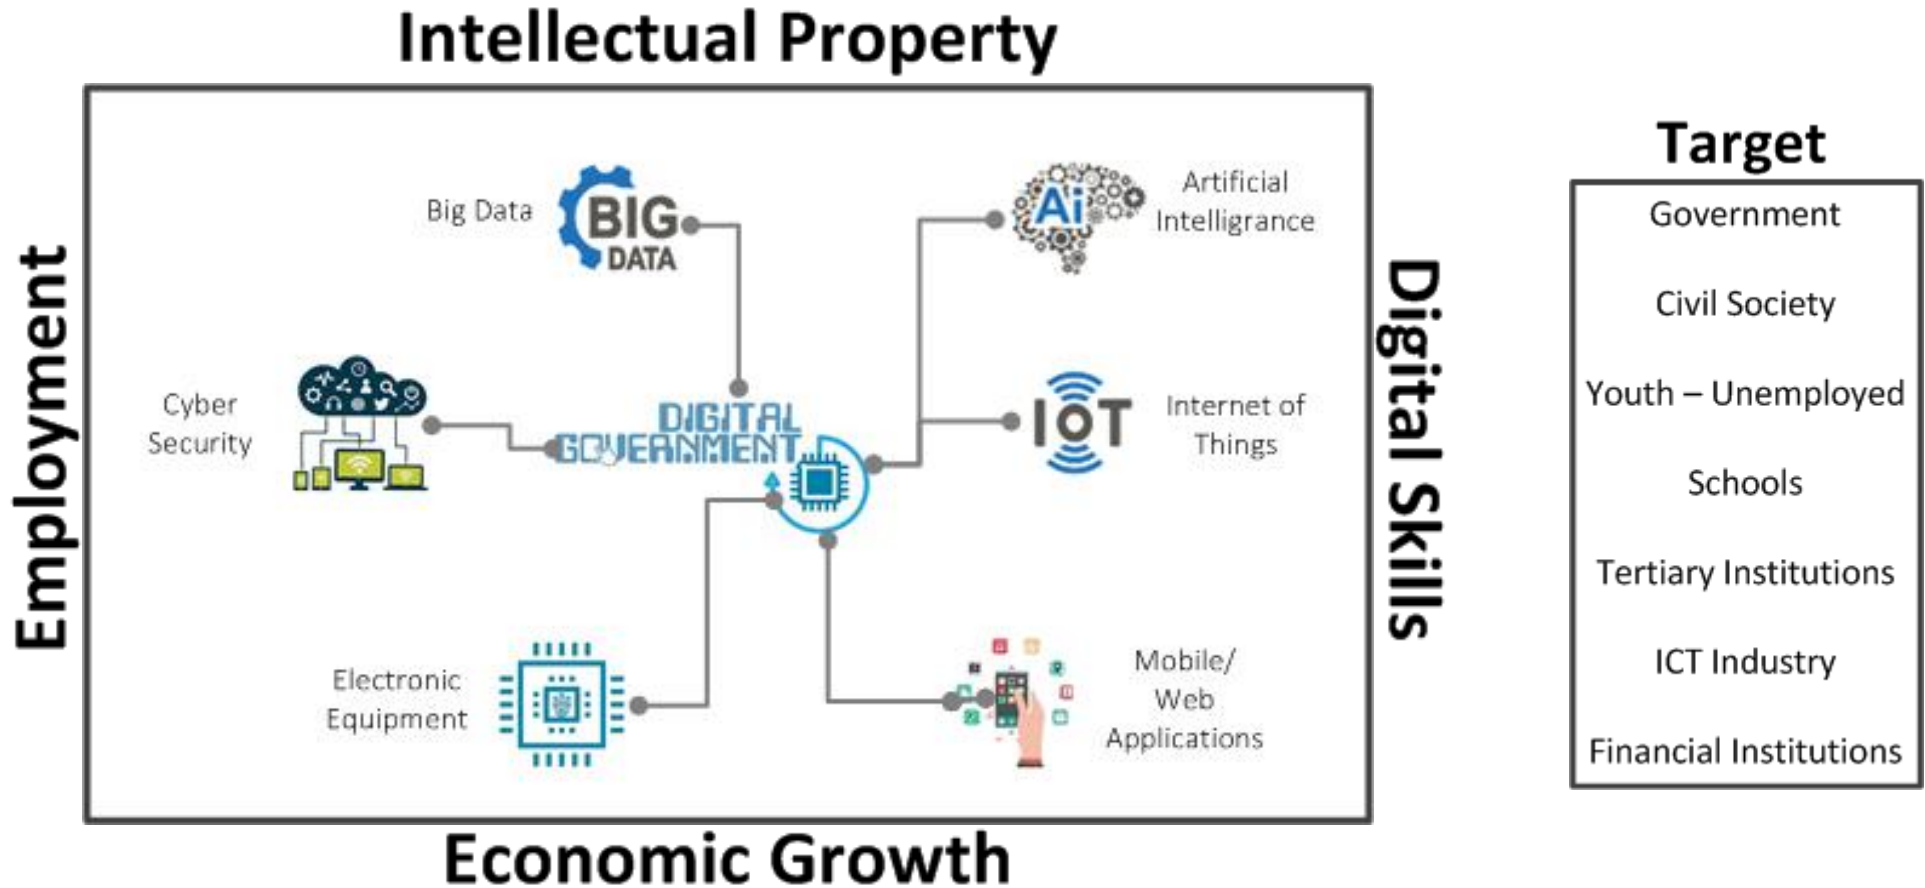 Intellectual Property
Employment
Big Data
BIG
DATA
Ai
Artificial
Intelligrance
Cyber
Security
DIGITAL
GOVERNMENT
IoT
Internet of
Things
Electronic
Equipment
Mobile/
Web
Applications
Digital Skills
Economic Growth
Target
Government
Civil Society
Youth – Unemployed
Schools
Tertiary Institutions
ICT Industry
Financial Institutions